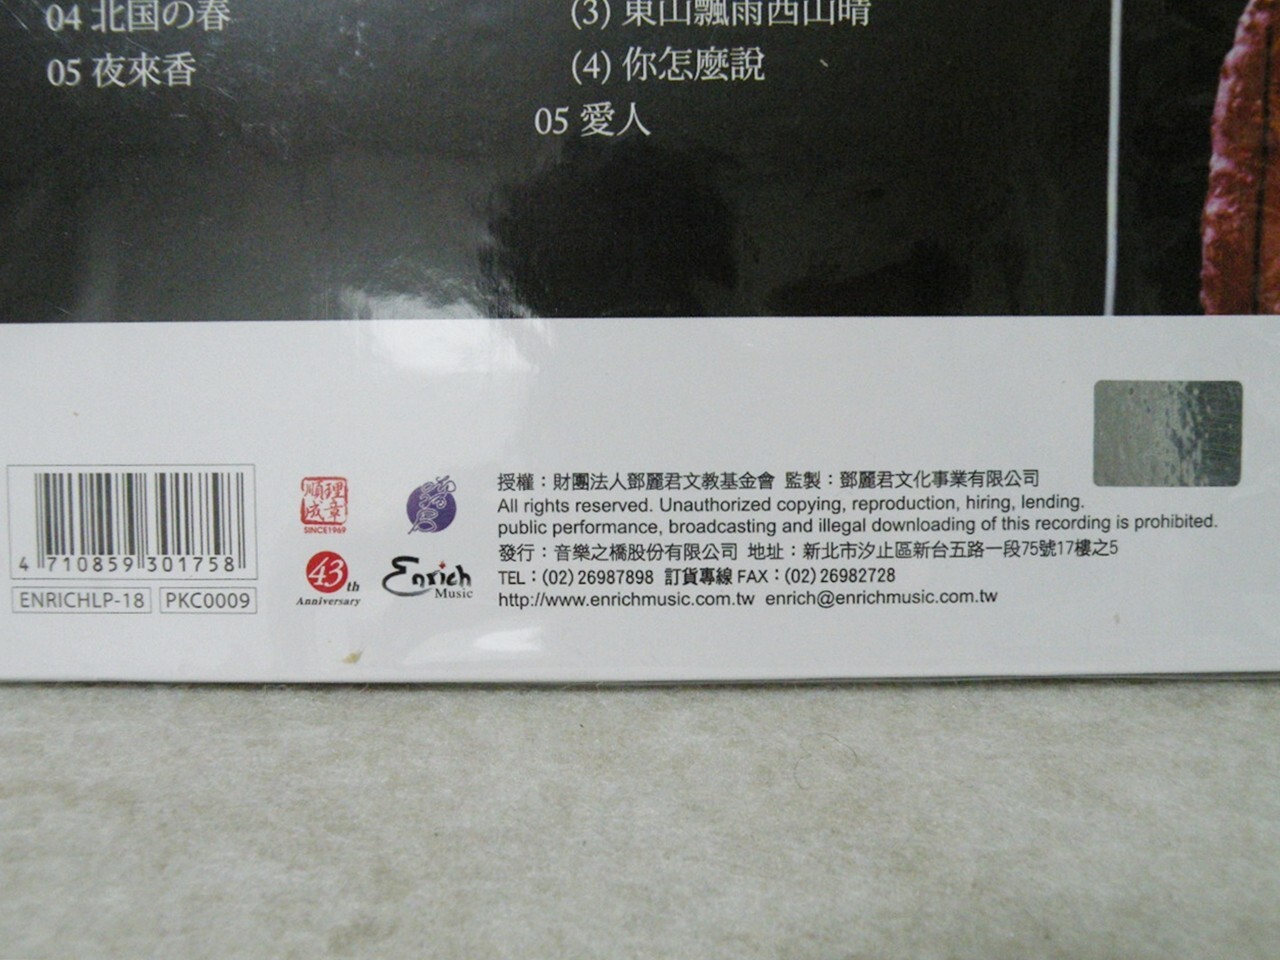 04 北国の春
05 夜來香
(3) 東山飄雨西山晴
(4) 你怎麼說
05 愛人
4 710859 301758
ENRICHLP-18 PKC0009
順理成章
SINCE1969
43th
Anniversary
Enrich
Music
授權：財團法人鄧麗君文教基金會 監製：鄧麗君文化事業有限公司
All rights reserved. Unauthorized copying, reproduction, hiring, lending.
public performance, broadcasting and illegal downloading of this recording is prohibited.
發行：音樂之橋股份有限公司 地址：新北市汐止區新台五路一段75號17樓之5
TEL：(02) 26987898 訂貨專線 FAX：(02) 26982728
http://www.enrichmusic.com.tw enrich@enrichmusic.com.tw